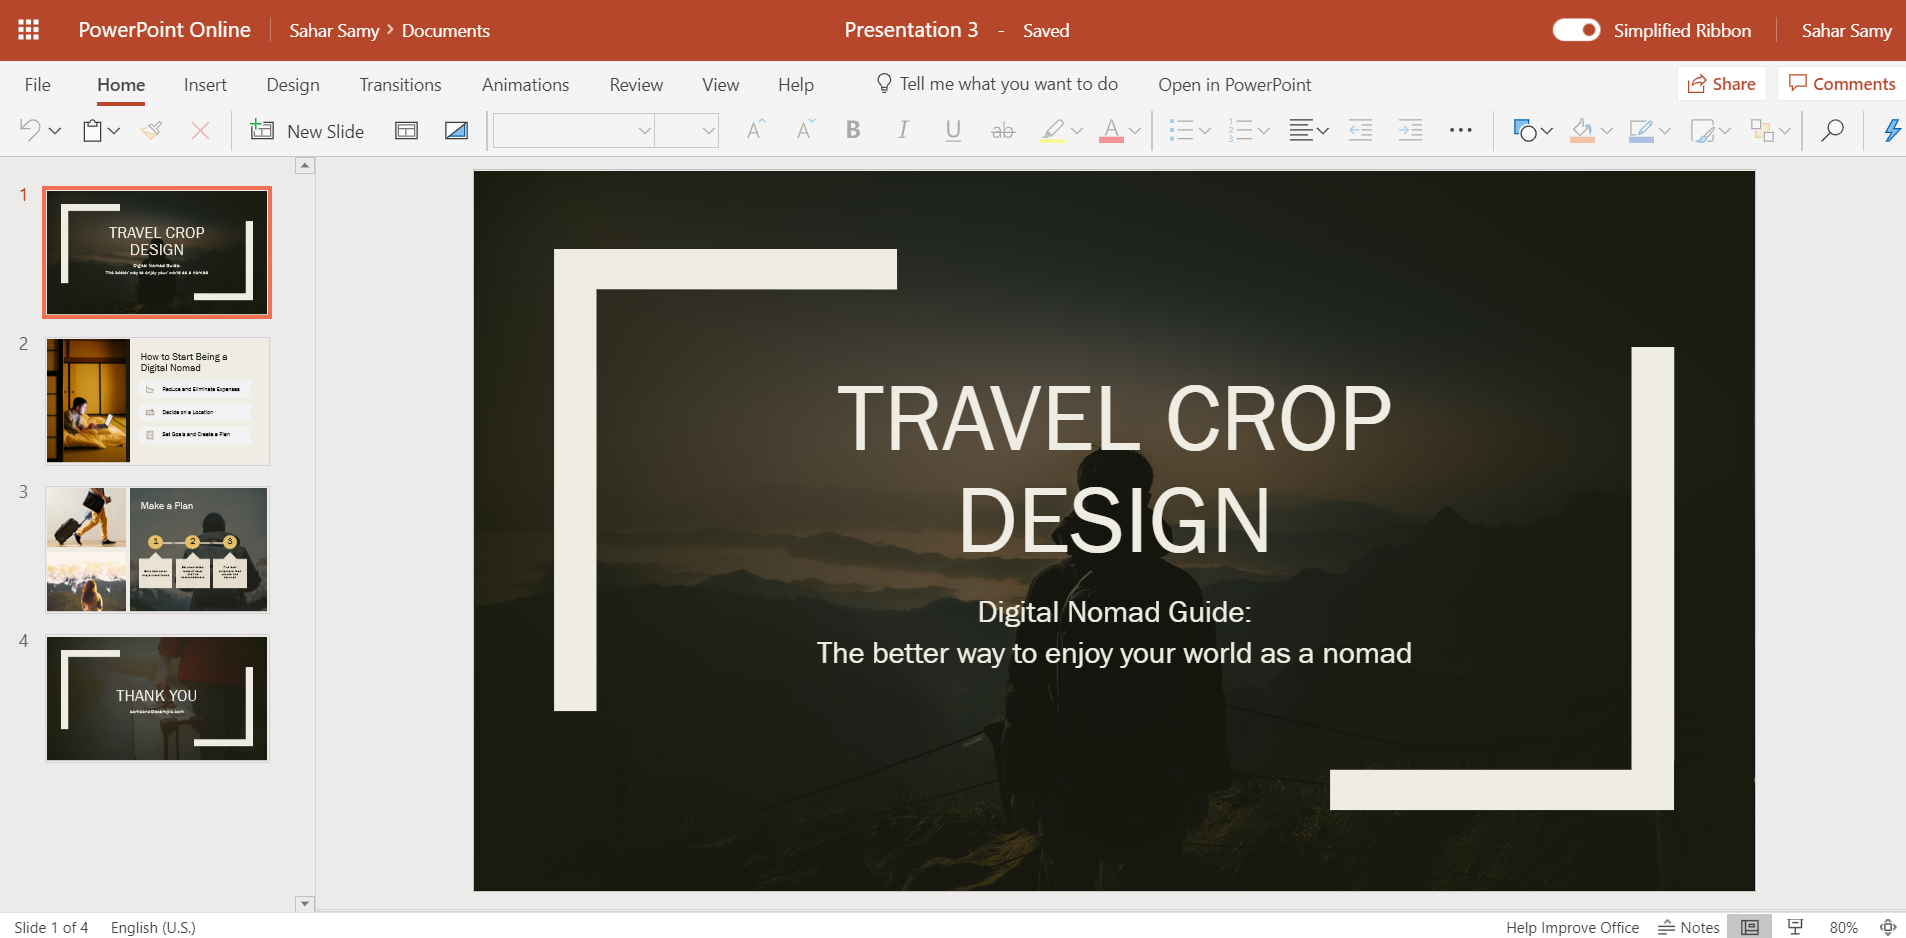 PowerPoint Online
Sahar Samy > Documents
Presentation 3 - Saved
Simplified Ribbon
Sahar Samy
File Home Insert Design Transitions Animations Review View Help
Tell me what you want to do
Open in PowerPoint
Share
Comments
New Slide
1
TRAVEL CROP
DESIGN
Digital Nomad Guide:
The better way to enjoy your world as a nomad
2
How to Start Being a
Digital Nomad
Reduce and Eliminate Expenses
Decide on a Location
Set Goals and Create a Plan
3
Make a Plan
1 2 3
4
THANK YOU
someone@example.com
TRAVEL CROP
DESIGN
Digital Nomad Guide:
The better way to enjoy your world as a nomad
Slide 1 of 4
English (U.S.)
Help Improve Office
Notes
80%